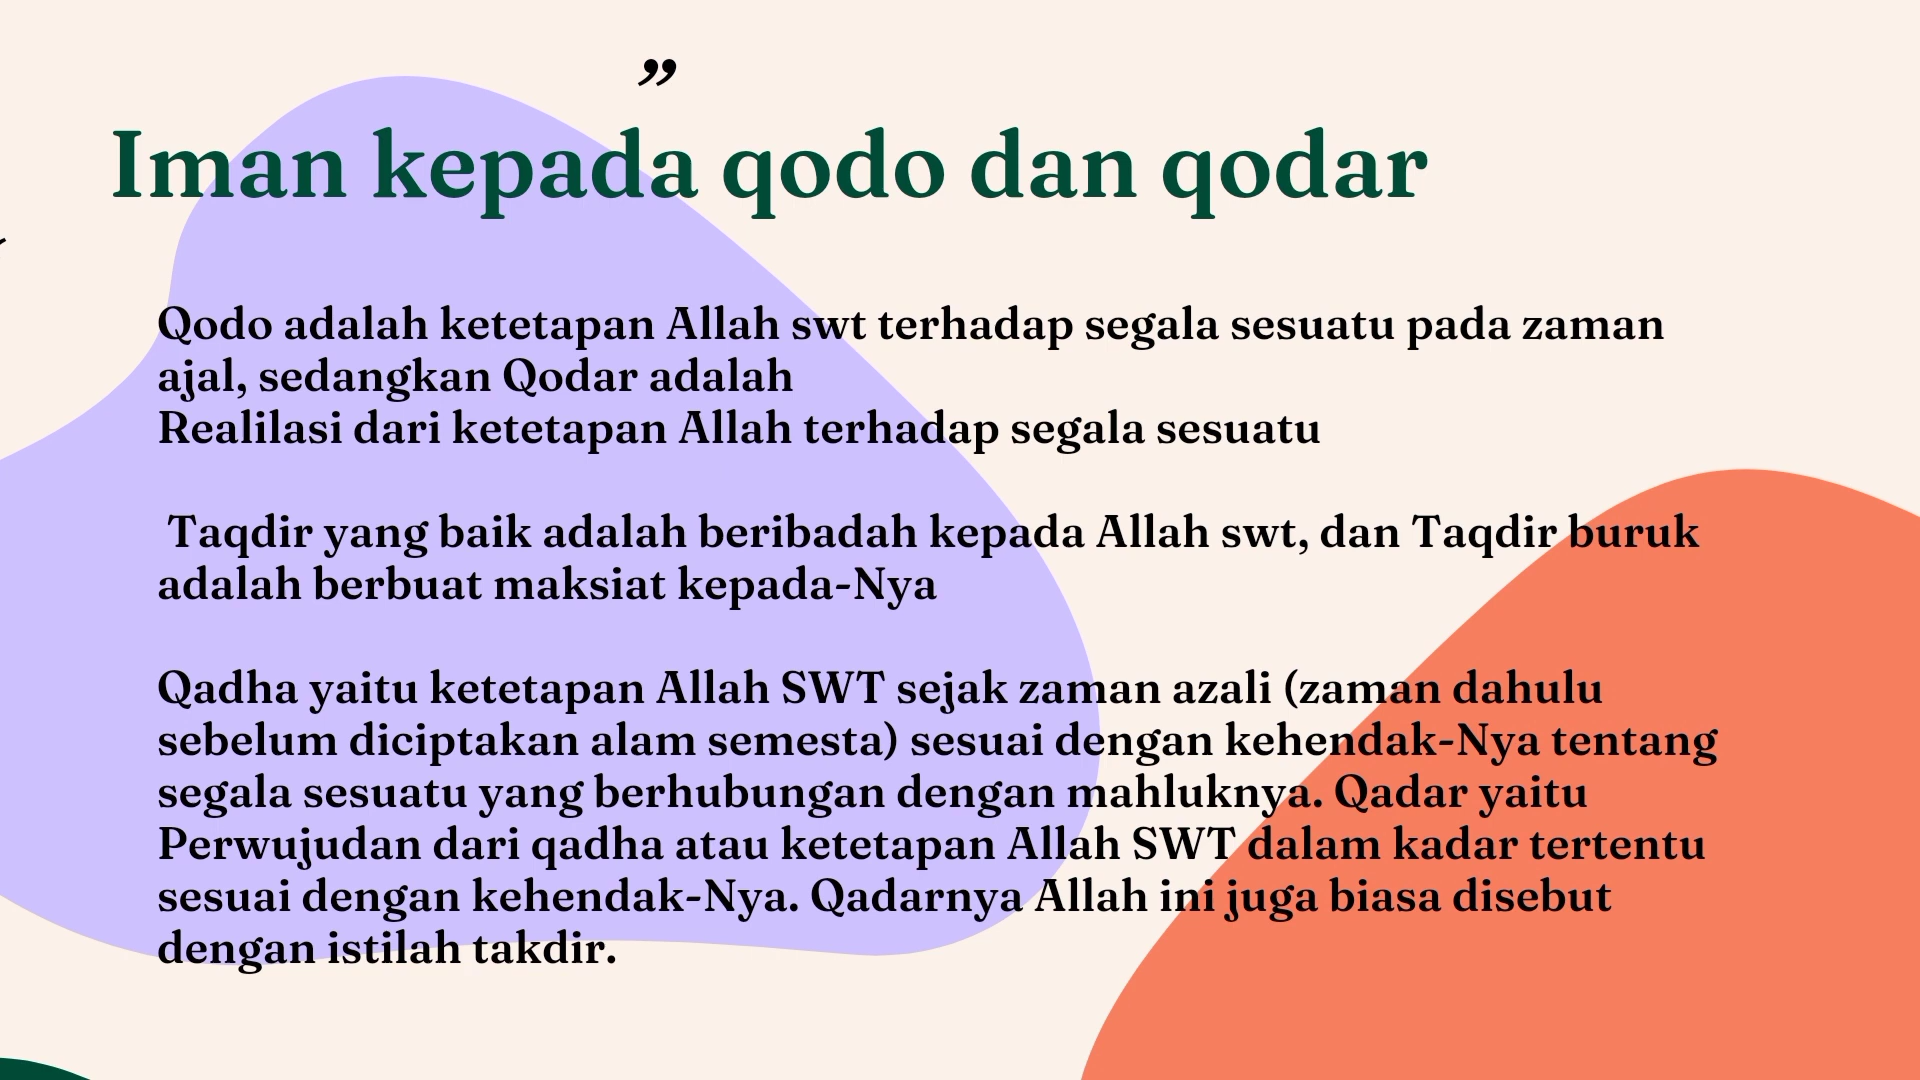 ”
Iman kepada qodo dan qodar
Qodo adalah ketetapan Allah swt terhadap segala sesuatu pada zaman
ajal, sedangkan Qodar adalah
Realilasi dari ketetapan Allah terhadap segala sesuatu
Taqdir yang baik adalah beribadah kepada Allah swt, dan Taqdir buruk
adalah berbuat maksiat kepada-Nya
Qadha yaitu ketetapan Allah SWT sejak zaman azali (zaman dahulu
sebelum diciptakan alam semesta) sesuai dengan kehendak-Nya tentang
segala sesuatu yang berhubungan dengan mahluknya. Qadar yaitu
Perwujudan dari qadha atau ketetapan Allah SWT dalam kadar tertentu
sesuai dengan kehendak-Nya. Qadarnya Allah ini juga biasa disebut
dengan istilah takdir.